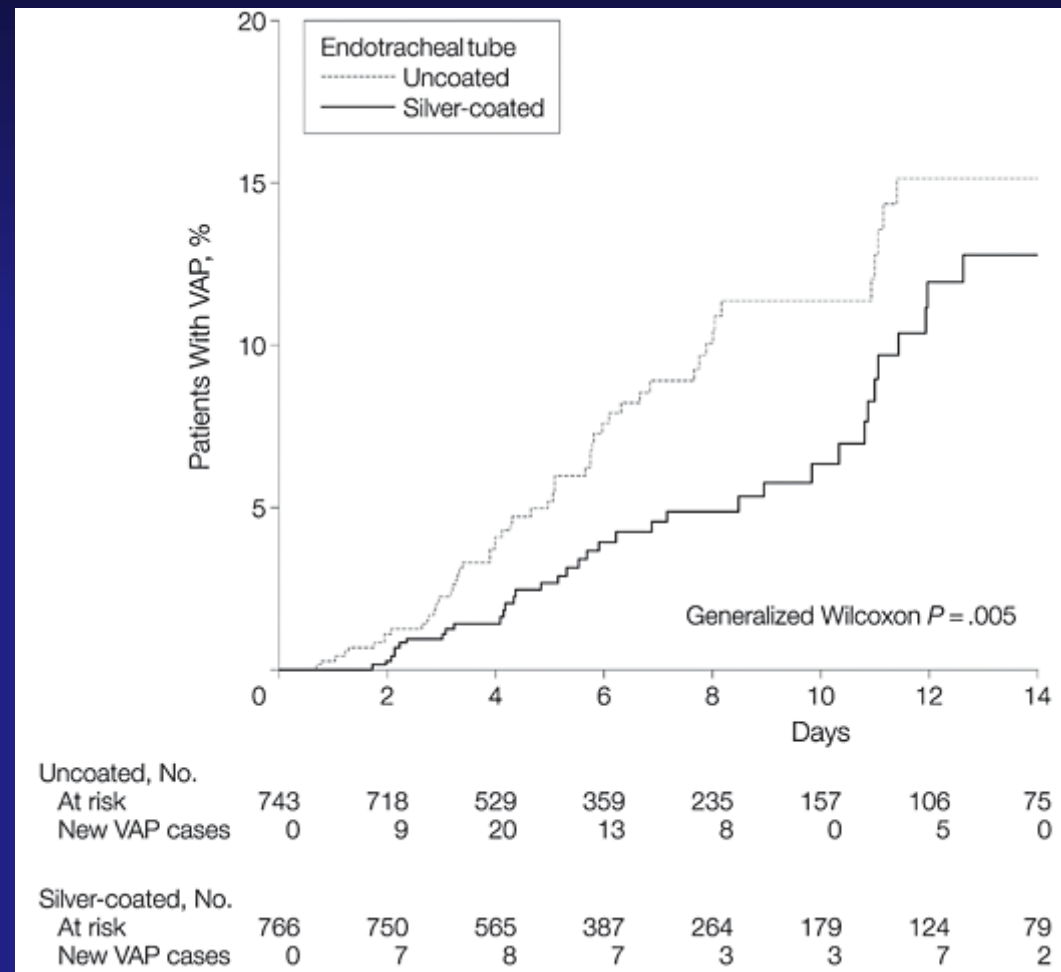 20
Endotracheal tube
Uncoated
Silver-coated
15
Patients With VAP, %
10
5
Generalized Wilcoxon P = .005
0 2 4 6 8 10 12 14
Days
Uncoated, No.
At risk 743 718 529 359 235 157 106 75
New VAP cases 0 9 20 13 8 0 5 0
Silver-coated, No.
At risk 766 750 565 387 264 179 124 79
New VAP cases 0 7 8 7 3 3 7 2